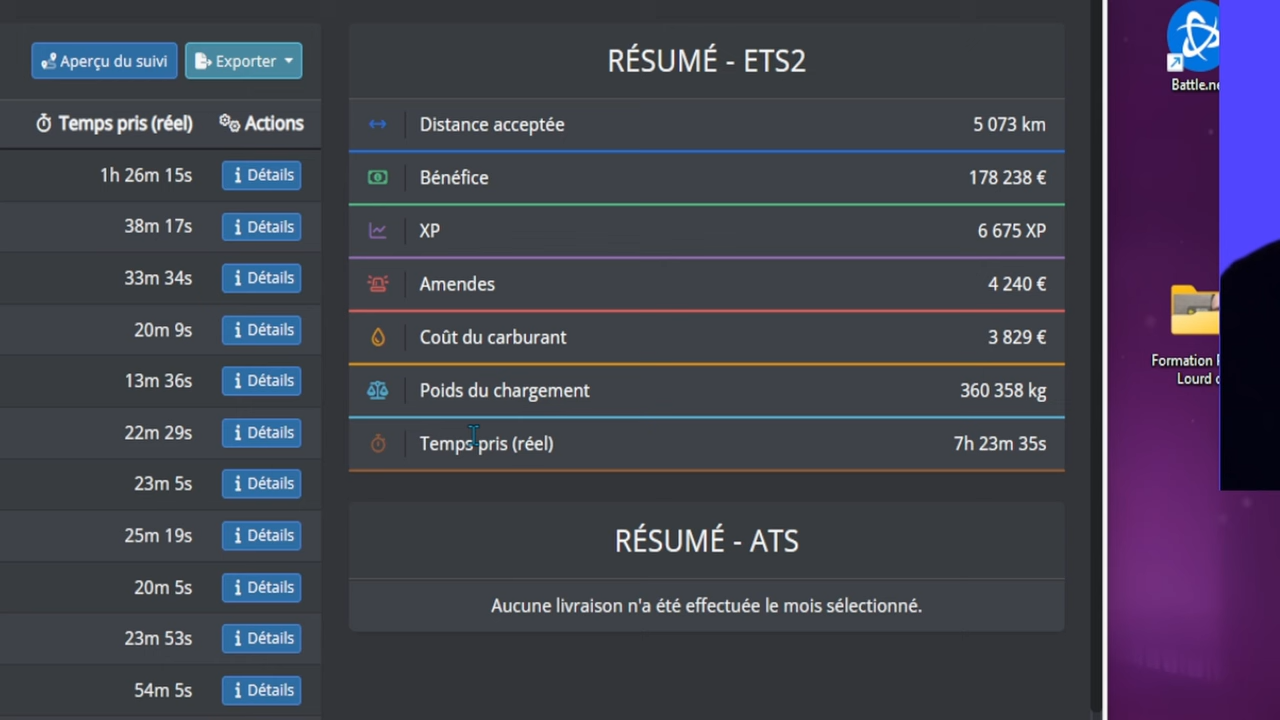 Aperçu du suivi Exporter
Temps pris (réel) Actions
1h 26m 15s Détails
38m 17s Détails
33m 34s Détails
20m 9s Détails
13m 36s Détails
22m 29s Détails
23m 5s Détails
25m 19s Détails
20m 5s Détails
23m 53s Détails
54m 5s Détails
RÉSUMÉ - ETS2
Distance acceptée 5 073 km
Bénéfice 178 238 €
XP 6 675 XP
Amendes 4 240 €
Coût du carburant 3 829 €
Poids du chargement 360 358 kg
Temps pris (réel) 7h 23m 35s
RÉSUMÉ - ATS
Aucune livraison n'a été effectuée le mois sélectionné.
Battle.ne
Formation
Lourd